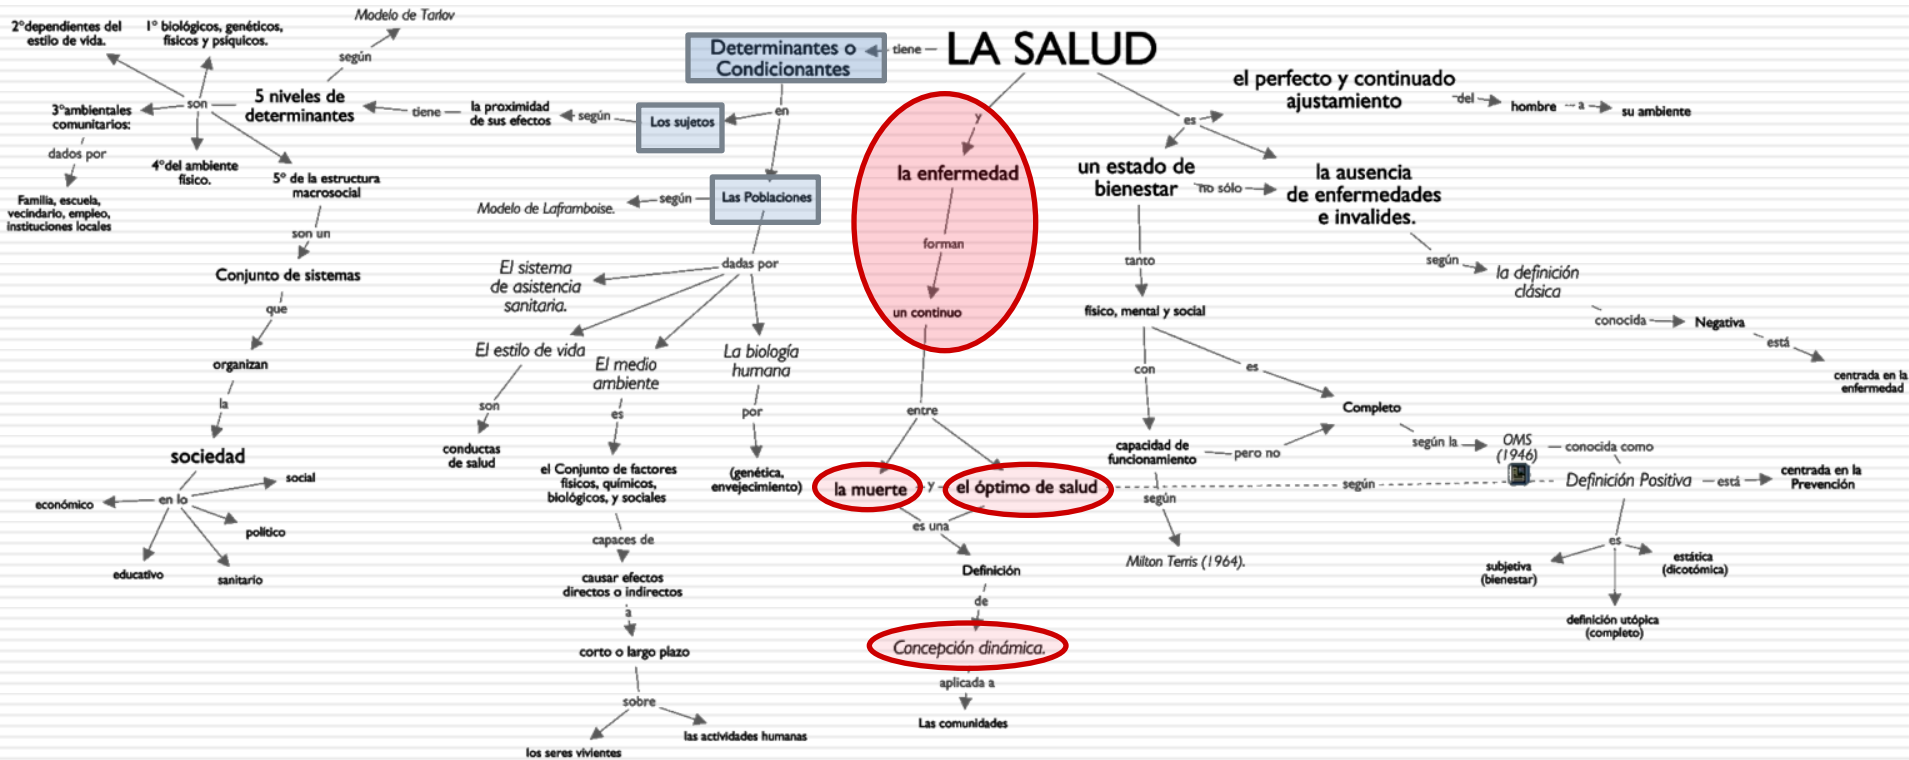 LA SALUD
tiene
Determinantes o
Condicionantes
en
Los sujetos
según
la proximidad
de sus efectos
tiene
5 niveles de
determinantes
según
Modelo de Tarlov
son
1º biológicos, genéticos,
físicos y psiquicos.
2ºdependientes del
estilo de vida.
3ºambientales
comunitarios:
dados por
Familia, escuela,
vecindario, empleo,
instituciones locales
4ºdel ambiente
físico.
5º de la estructura
macrosocial
son un
Conjunto de sistemas
que
organizan
la
sociedad
en lo
social
económico
político
educativo
sanitario
Las Poblaciones
según
Modelo de Laframboise.
dadas por
El sistema
de asistencia
sanitaria.
El estilo de vida
son
conductas
de salud
El medio
ambiente
es
el Conjunto de factores
físicos, químicos,
biológicos, y sociales
capaces de
causar efectos
directos o indirectos
a
corto o largo plazo
sobre
los seres vivientes
las actividades humanas
La biología
humana
por
(genética,
envejecimiento)
y
la enfermedad
forman
un continuo
entre
la muerte
y
el óptimo de salud
es una
Definición
de
Concepción dinámica.
aplicada a
Las comunidades
según
es
el perfecto y continuado
ajustamiento
del
hombre
a
su ambiente
un estado de
bienestar
no sólo
la ausencia
de enfermedades
e invalides.
según
la definición
clásica
conocida
Negativa
está
centrada en la
enfermedad
tanto
físico, mental y social
con
capacidad de
funcionamiento
pero no
según
Milton Terris (1964).
es
Completo
según la
OMS
(1946)
conocida como
Definición Positiva
está
centrada en la
Prevención
es
subjetiva
(bienestar)
definición utópica
(completo)
estática
(dicotómica)